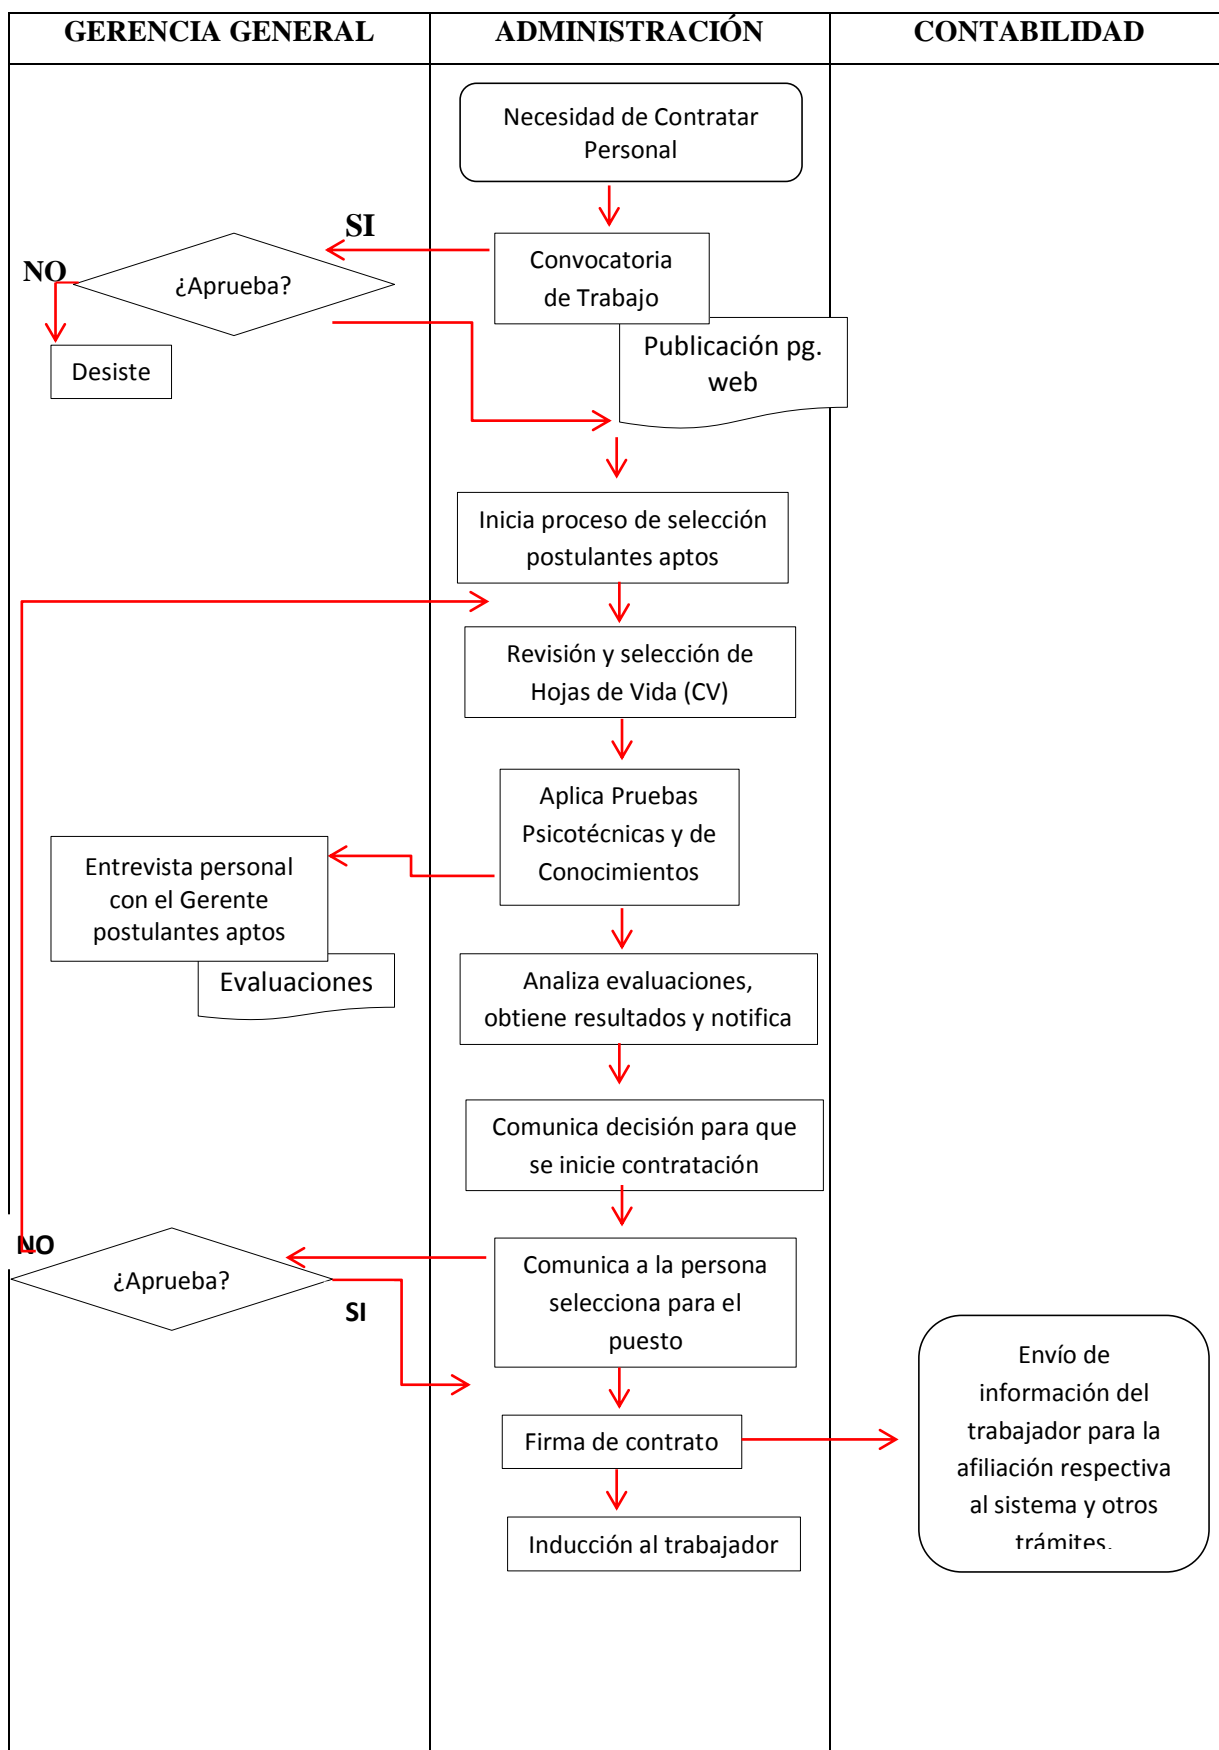 GERENCIA GENERAL
ADMINISTRACIÓN
CONTABILIDAD
Necesidad de Contratar
Personal
SI
NO
¿Aprueba?
Convocatoria
de Trabajo
Desiste
Publicación pg.
web
Inicia proceso de selección
postulantes aptos
Revisión y selección de
Hojas de Vida (CV)
Aplica Pruebas
Psicotécnicas y de
Conocimientos
Entrevista personal
con el Gerente
postulantes aptos
Evaluaciones
Analiza evaluaciones,
obtiene resultados y notifica
Comunica decisión para que
se inicie contratación
NO
¿Aprueba?
SI
Comunica a la persona
selecciona para el
puesto
Firma de contrato
Envío de
información del
trabajador para la
afiliación respectiva
al sistema y otros
trámites.
Inducción al trabajador